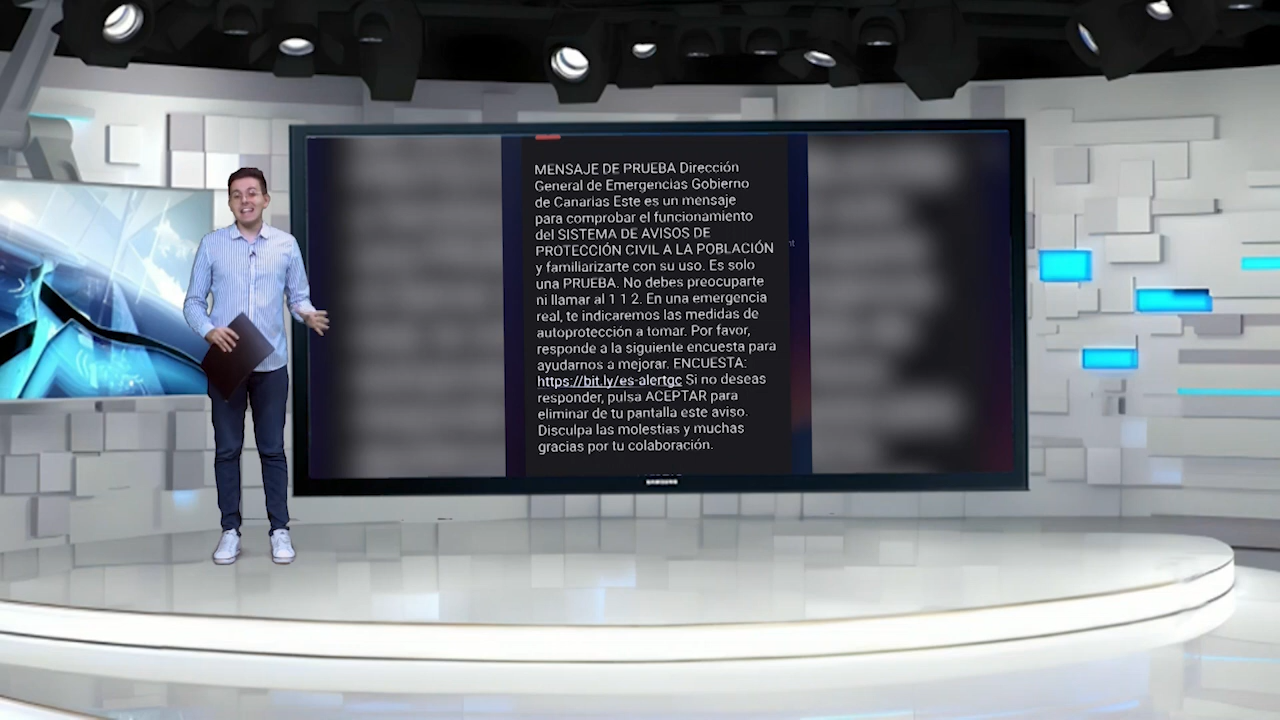 MENSAJE DE PRUEBA Dirección
General de Emergencias Gobierno
de Canarias Este es un mensaje
para comprobar el funcionamiento
del SISTEMA DE AVISOS DE
PROTECCIÓN CIVIL A LA POBLACIÓN
y familiarizarte con su uso. Es solo
una PRUEBA. No debes preocuparte
ni llamar al 1 1 2. En una emergencia
real, te indicaremos las medidas de
autoprotección a tomar. Por favor,
responde a la siguiente encuesta para
ayudarnos a mejorar. ENCUESTA:
https://bit.ly/es-alertgc Si no deseas
responder, pulsa ACEPTAR para
eliminar de tu pantalla este aviso.
Disculpa las molestias y muchas
gracias por tu colaboración.
SAMSUNG